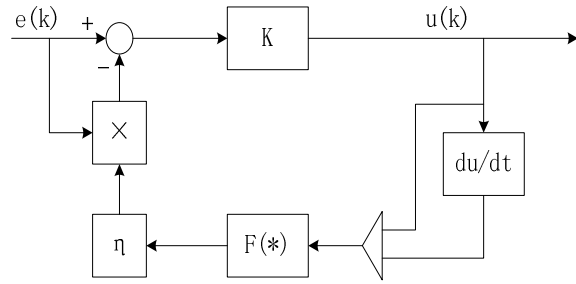 e(k)
+
−
K
u(k)
×
du/dt
η
F(*)